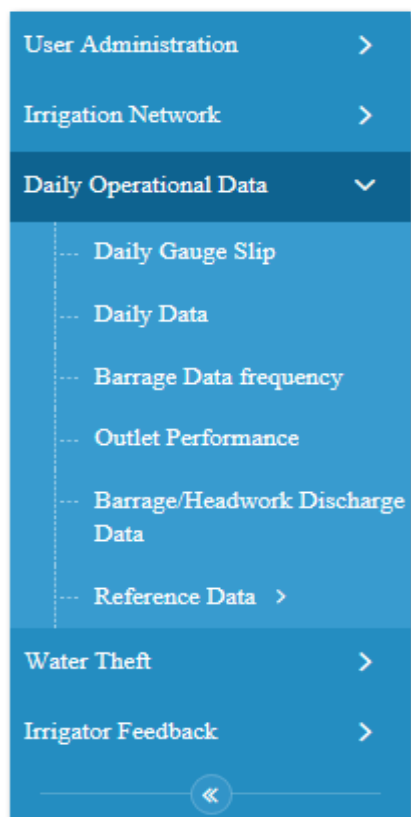 User Administration
Irrigation Network
Daily Operational Data
Daily Gauge Slip
Daily Data
Barrage Data frequency
Outlet Performance
Barrage/Headwork Discharge
Data
Reference Data
Water Theft
Irrigator Feedback